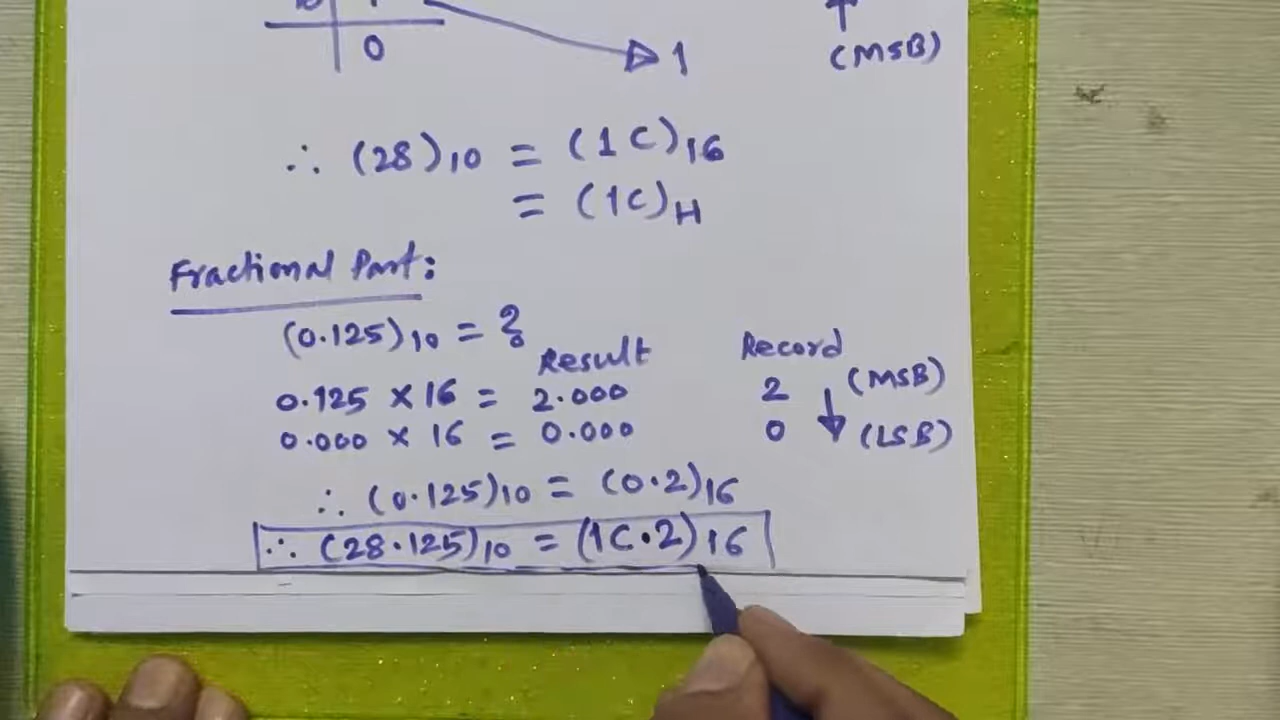 0
1
(MSB)
∴ (28)10 = (1C)16
= (1C)H
Fractional Part:
(0.125)10 = ?
Result Record
0.125 × 16 = 2.000 2 (MSB)
0.000 × 16 = 0.000 0 (LSB)
∴ (0.125)10 = (0.2)16
∴ (28.125)10 = (1C.2)16